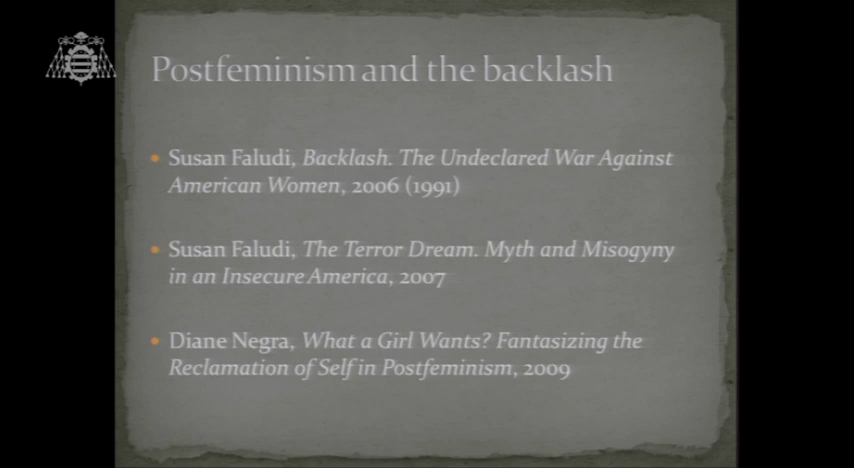 Postfeminism and the backlash
• Susan Faludi, Backlash. The Undeclared War Against
American Women, 2006 (1991)
• Susan Faludi, The Terror Dream. Myth and Misogyny
in an Insecure America, 2007
• Diane Negra, What a Girl Wants? Fantasizing the
Reclamation of Self in Postfeminism, 2009